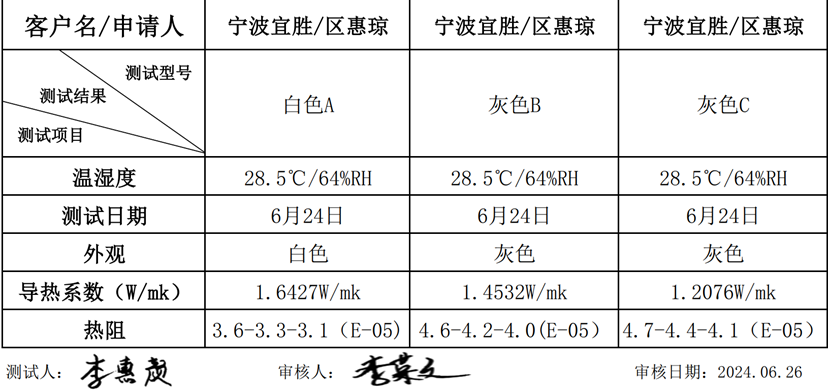 客户名/申请人 宁波宜胜/区惠琼 宁波宜胜/区惠琼 宁波宜胜/区惠琼
测试型号
测试结果
测试项目
白色A 灰色B 灰色C
温湿度 28.5℃/64%RH 28.5℃/64%RH 28.5℃/64%RH
测试日期 6月24日 6月24日 6月24日
外观 白色 灰色 灰色
导热系数（W/mk） 1.6427W/mk 1.4532W/mk 1.2076W/mk
热阻 3.6-3.3-3.1（E-05) 4.6-4.2-4.0(E-05） 4.7-4.4-4.1（E-05）
测试人： 审核人： 审核日期：2024.06.26